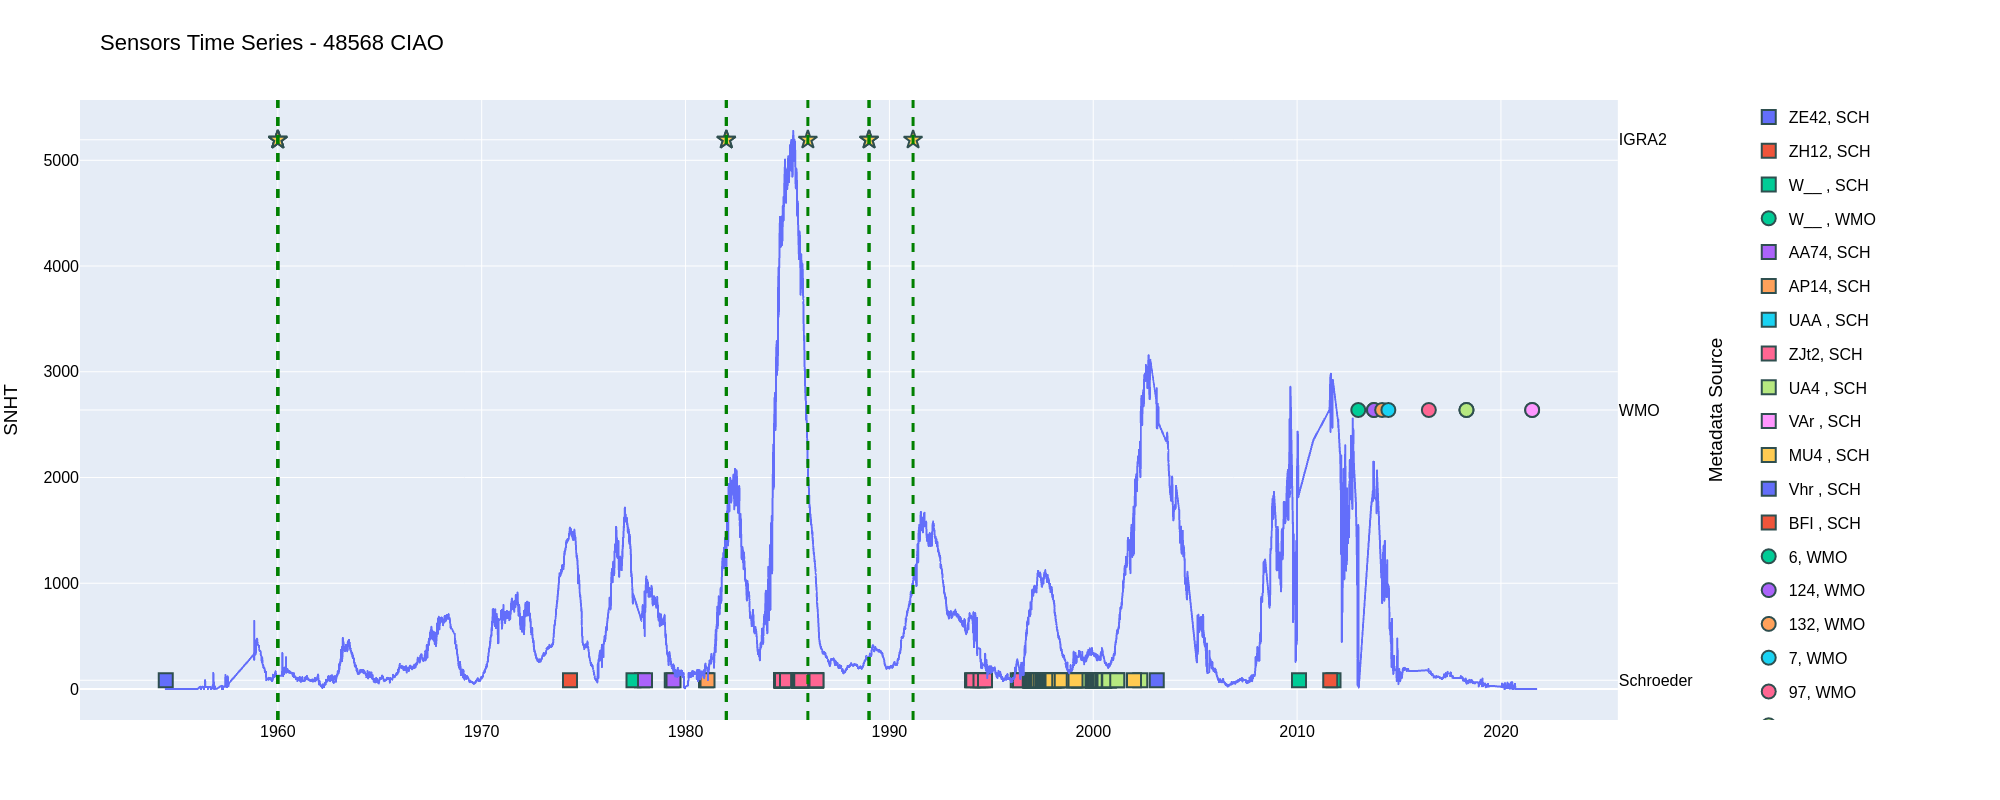 Sensors Time Series - 48568 CIAO
SNHT
5000
4000
3000
2000
1000
0
1960
1970
1980
1990
2000
2010
2020
IGRA2
WMO
Schroeder
Metadata Source
ZE42, SCH
ZH12, SCH
W__ , SCH
W__ , WMO
AA74, SCH
AP14, SCH
UAA , SCH
ZJt2, SCH
UA4 , SCH
VAr , SCH
MU4 , SCH
Vhr , SCH
BFI , SCH
6, WMO
124, WMO
132, WMO
7, WMO
97, WMO